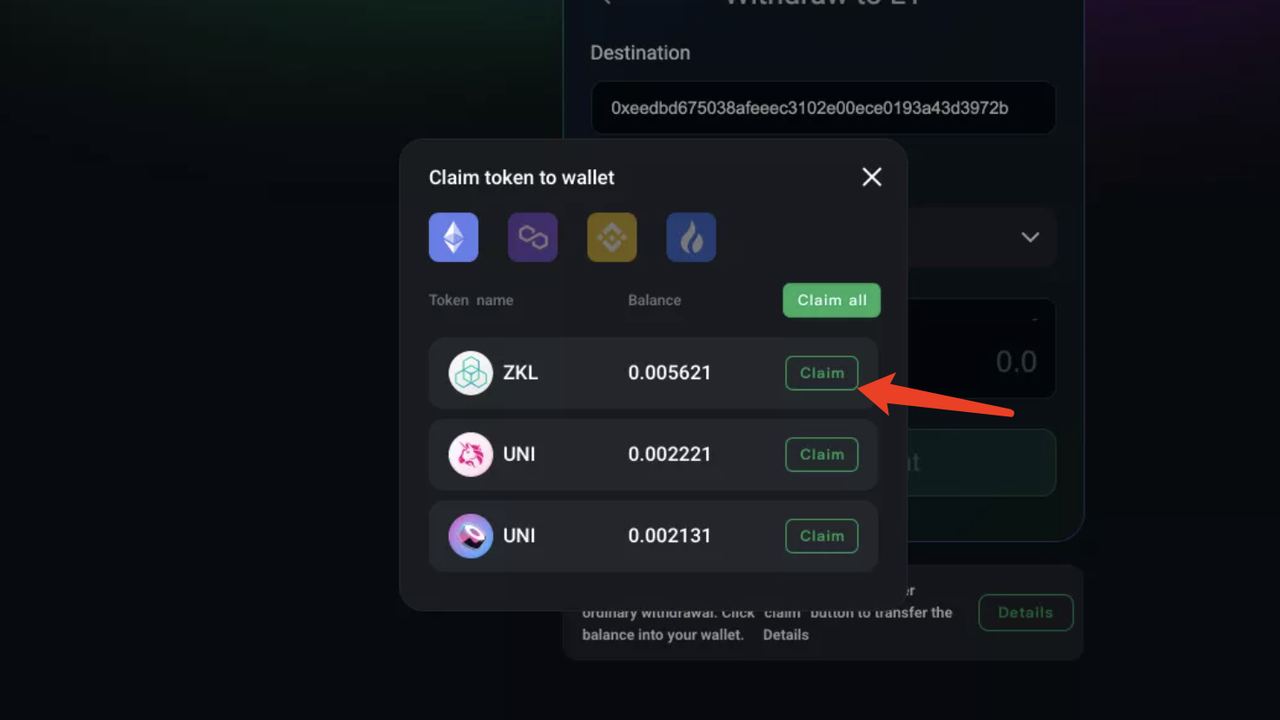 Withdraw to L1
Destination
0xeedbd675038afeeec3102e00ece0193a43d3972b
Claim token to wallet
Token name Balance Claim all
-
0.0
ZKL 0.005621 Claim
UNI 0.002221 Claim
UNI 0.002131 Claim
ordinary withdrawal. Click "claim" button to transfer the
balance into your wallet. Details
Details